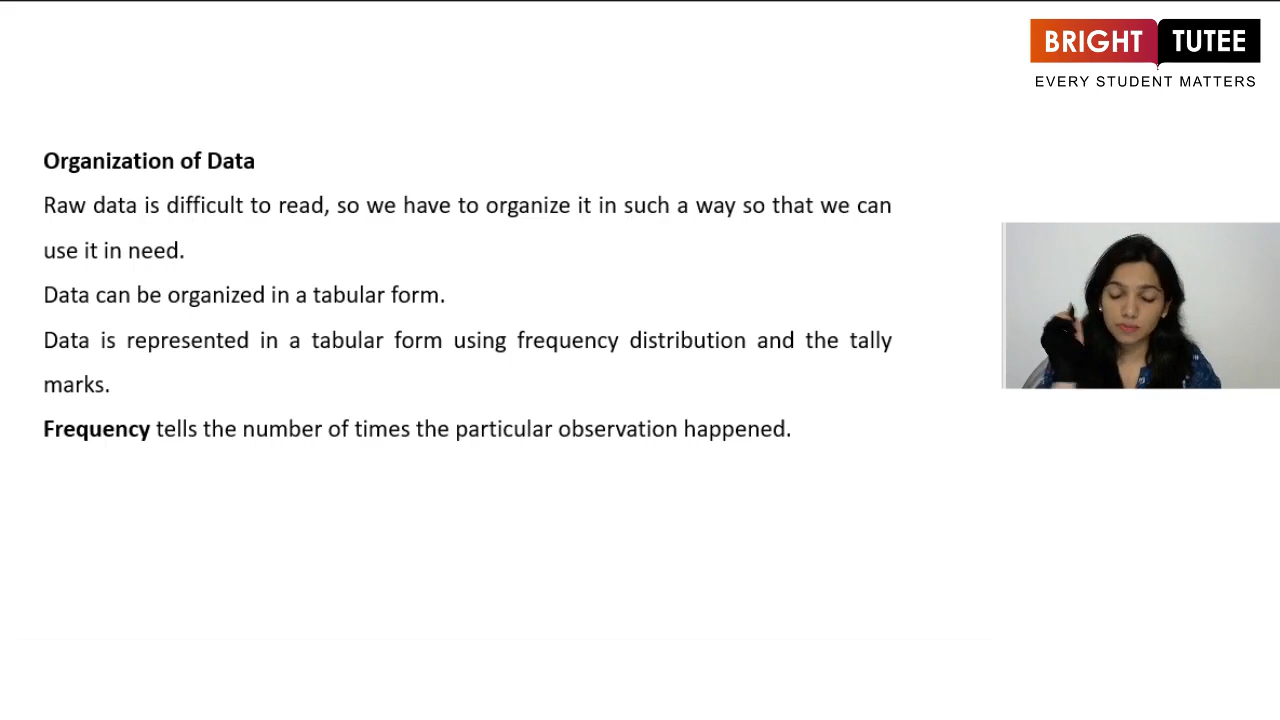 BRIGHT TUTEE
EVERY STUDENT MATTERS
Organization of Data
Raw data is difficult to read, so we have to organize it in such a way so that we can
use it in need.
Data can be organized in a tabular form.
Data is represented in a tabular form using frequency distribution and the tally
marks.
Frequency tells the number of times the particular observation happened.